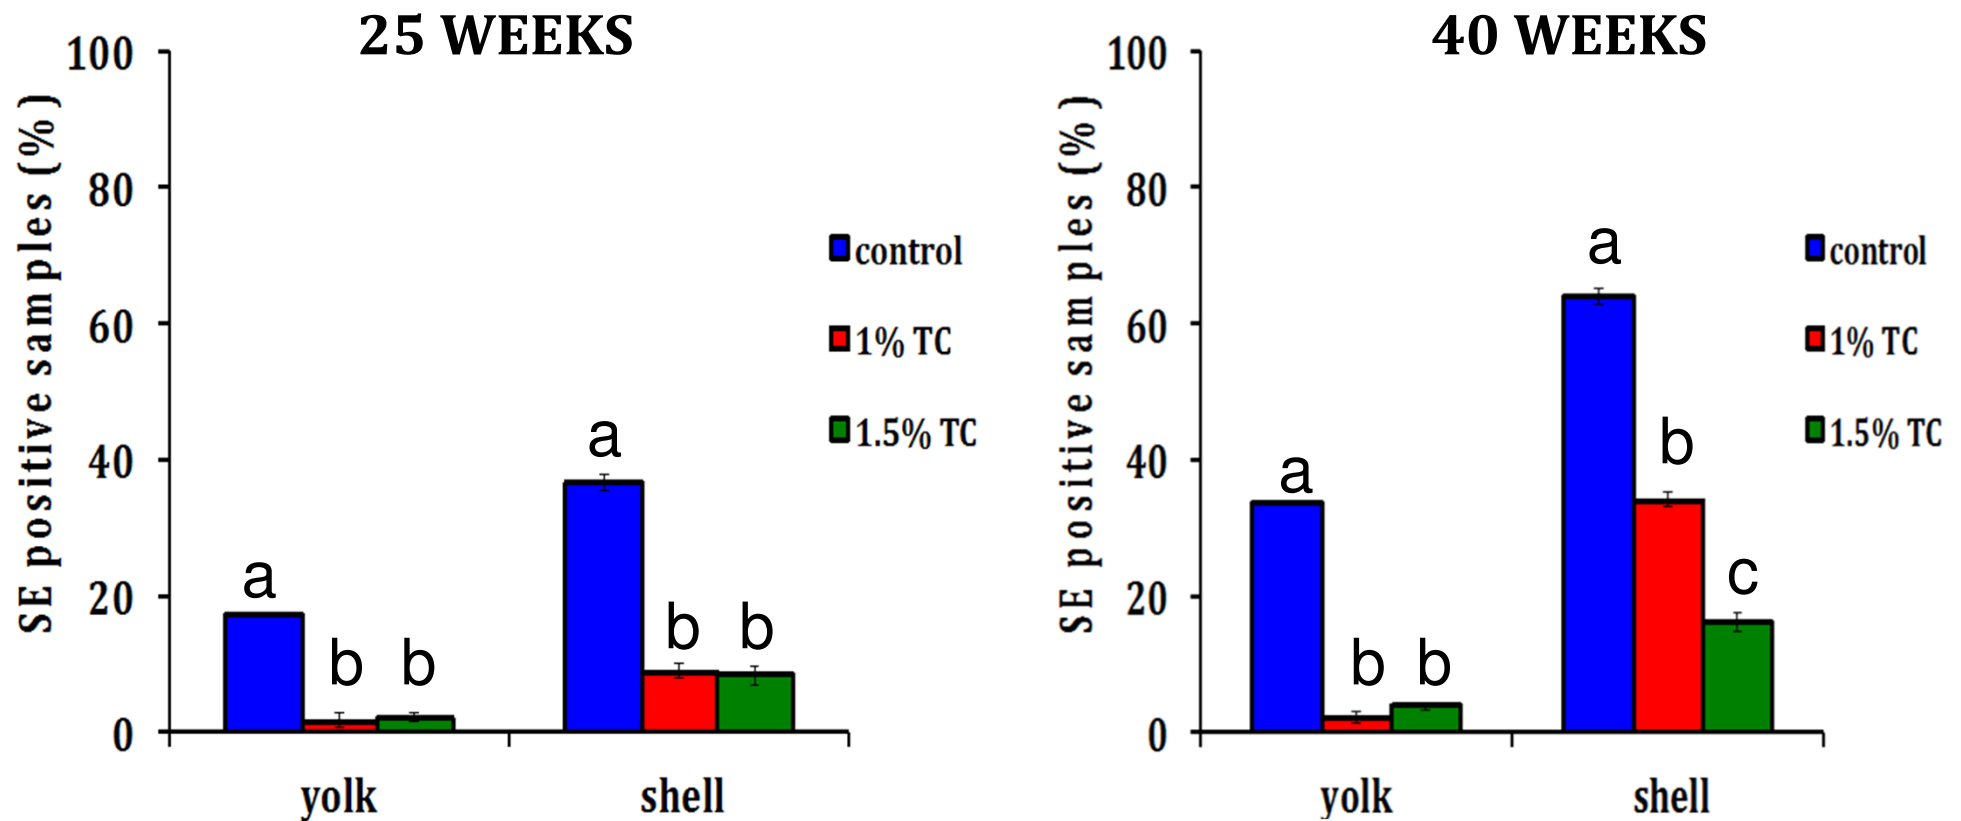 25 WEEKS
SE positive samples (%)
100
80
60
40
20
0
a
b
b
a
b
b
yolk
shell
control
1% TC
1.5% TC
40 WEEKS
SE positive samples (%)
100
80
60
40
20
0
a
b
b
a
b
c
yolk
shell
control
1% TC
1.5% TC